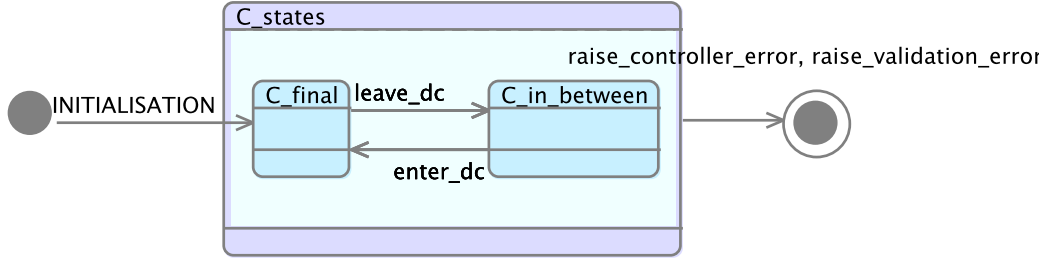 C_states
raise_controller_error, raise_validation_error
INITIALISATION
C_final
leave_dc
C_in_between
enter_dc